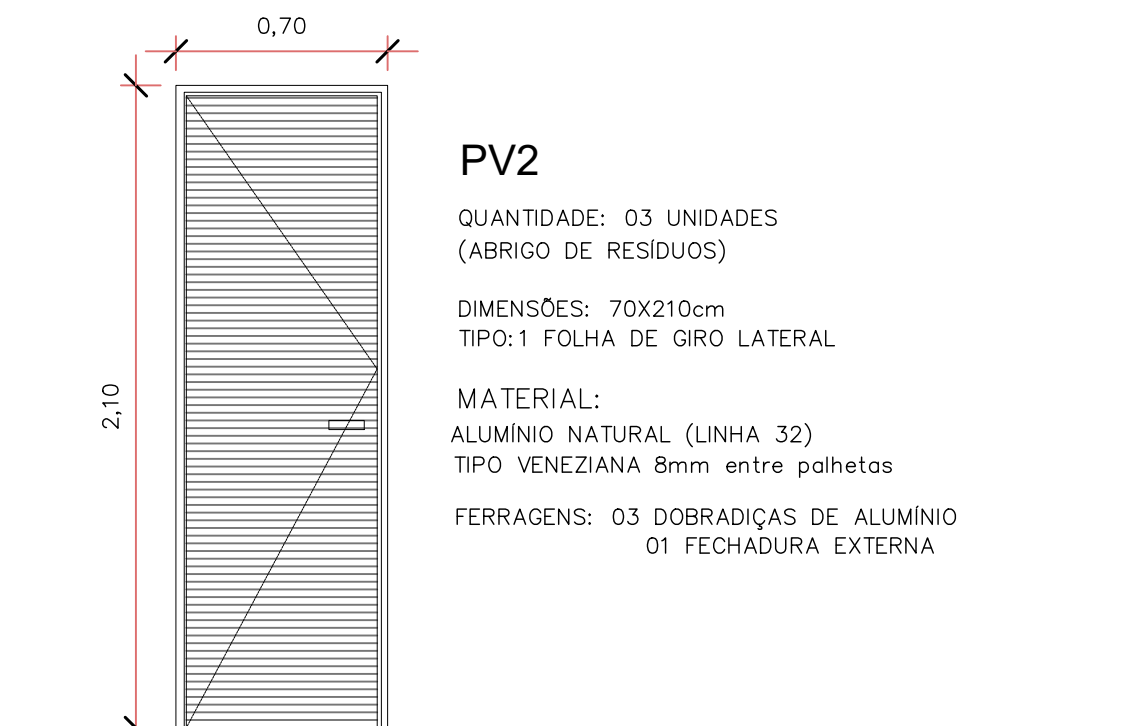 0,70
2,10
PV2
QUANTIDADE: 03 UNIDADES
(ABRIGO DE RESÍDUOS)
DIMENSÕES: 70X210cm
TIPO:1 FOLHA DE GIRO LATERAL
MATERIAL:
ALUMÍNIO NATURAL (LINHA 32)
TIPO VENEZIANA 8mm entre palhetas
FERRAGENS: 03 DOBRADIÇAS DE ALUMÍNIO
01 FECHADURA EXTERNA